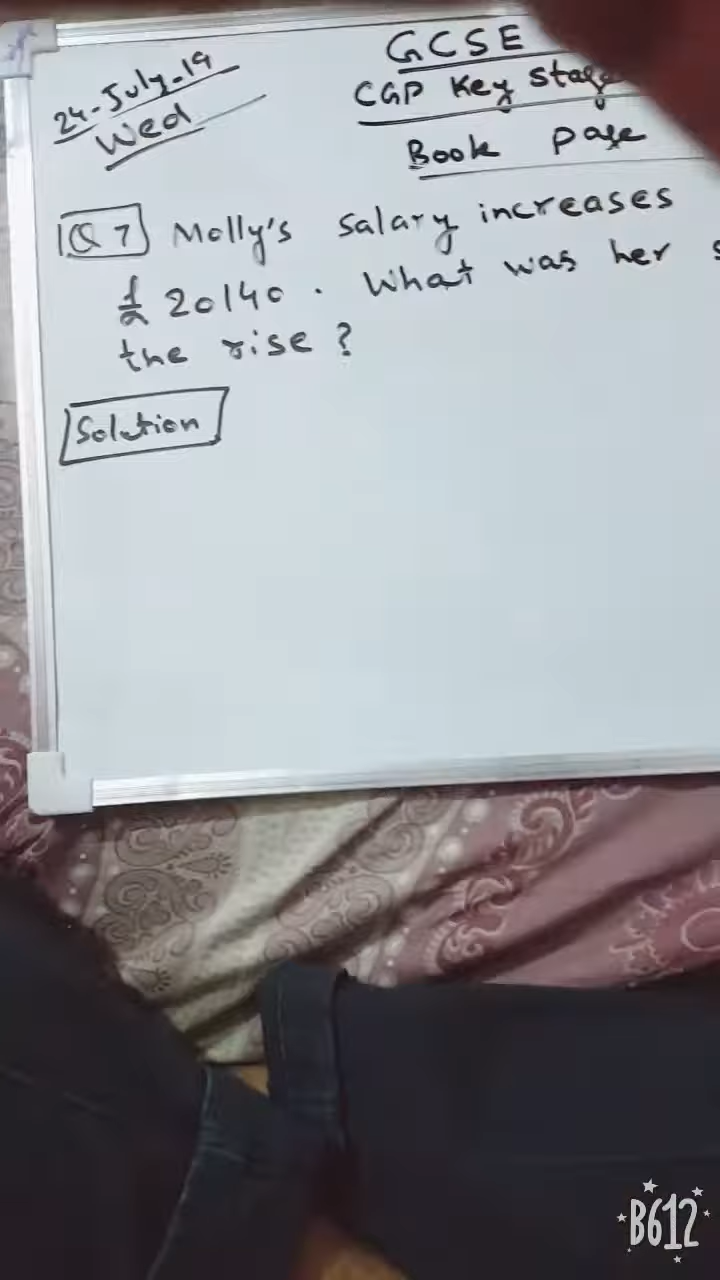 24-July-19
Wed
GCSE
CGP Key Stage
Book page
Q 7 Molly's salary increases
£ 20140. What was her s
the rise ?
Solution
B612